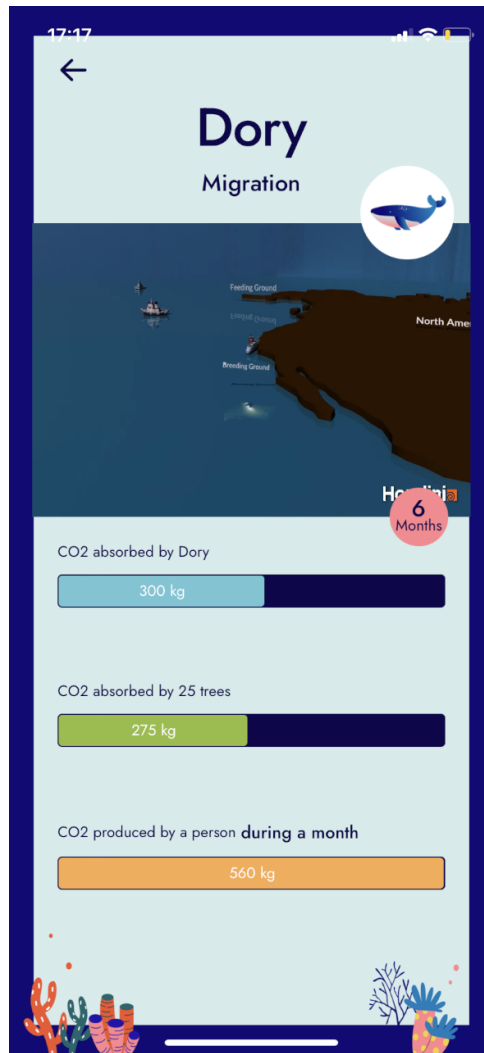 17:17
Dory
Migration
Feeding Ground
North Ame
Breeding Ground
6
Months
CO2 absorbed by Dory
300 kg
CO2 absorbed by 25 trees
275 kg
CO2 produced by a person during a month
560 kg